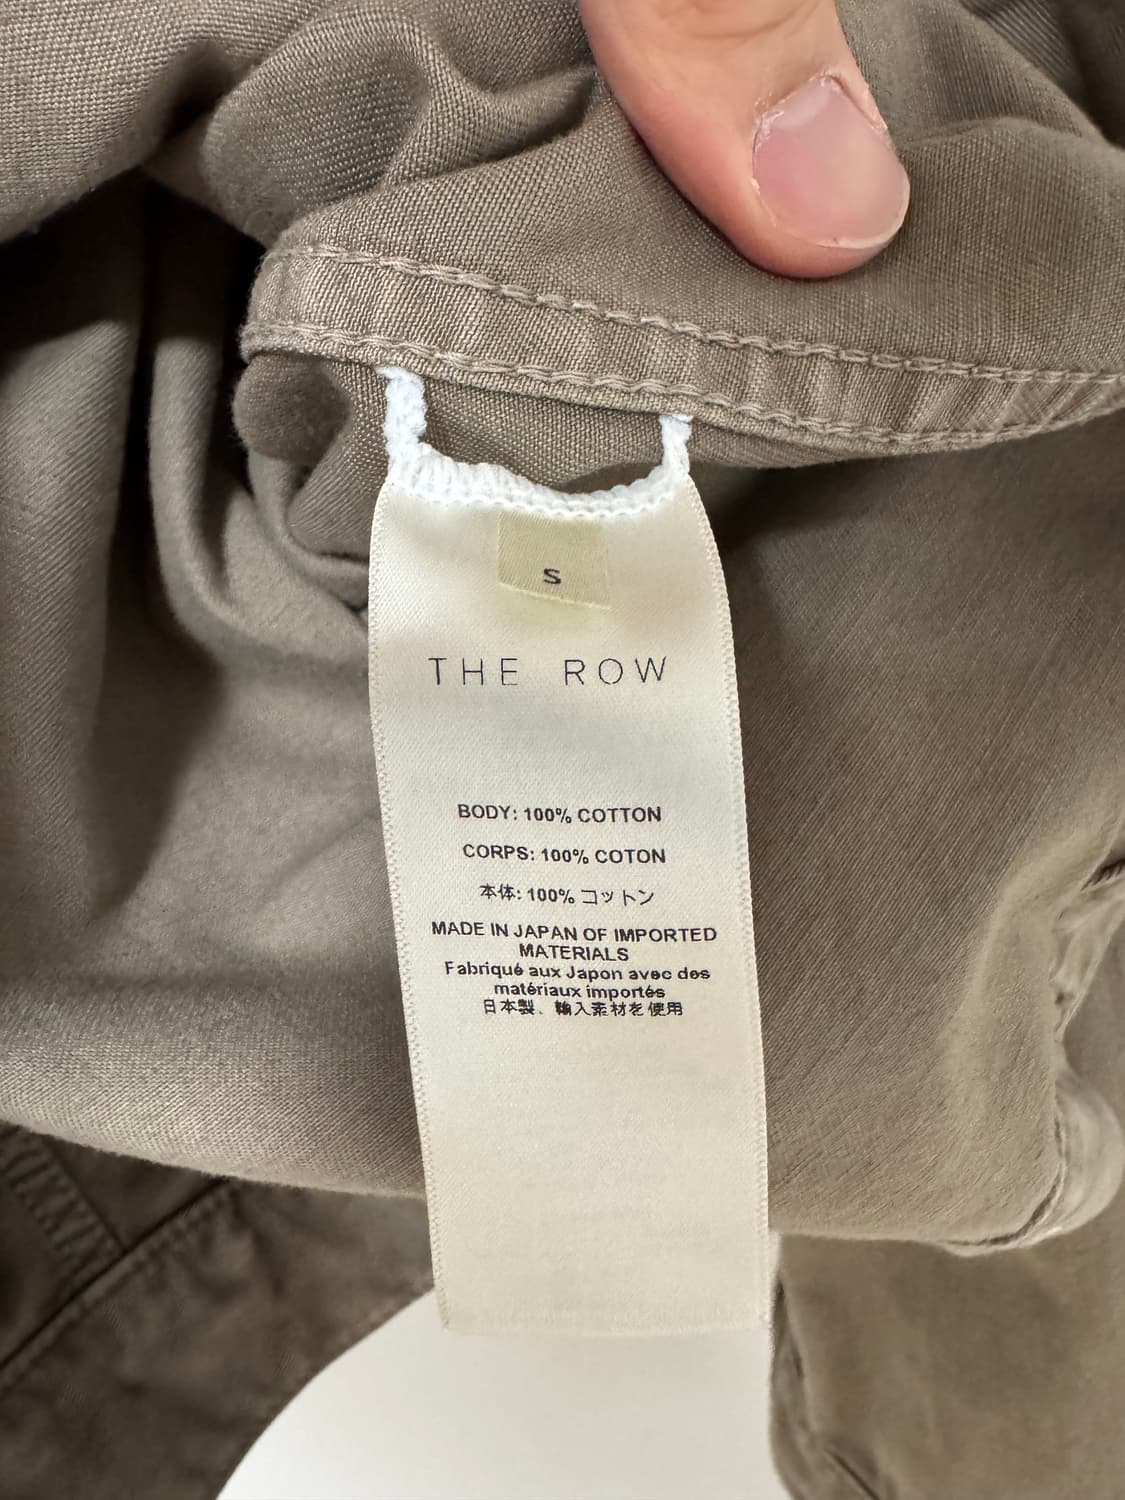 S
THE ROW
BODY: 100% COTTON
CORPS: 100% COTON
本体: 100% コットン
MADE IN JAPAN OF IMPORTED
MATERIALS
Fabriqué aux Japon avec des
matériaux importés
日本製、輸入素材を使用